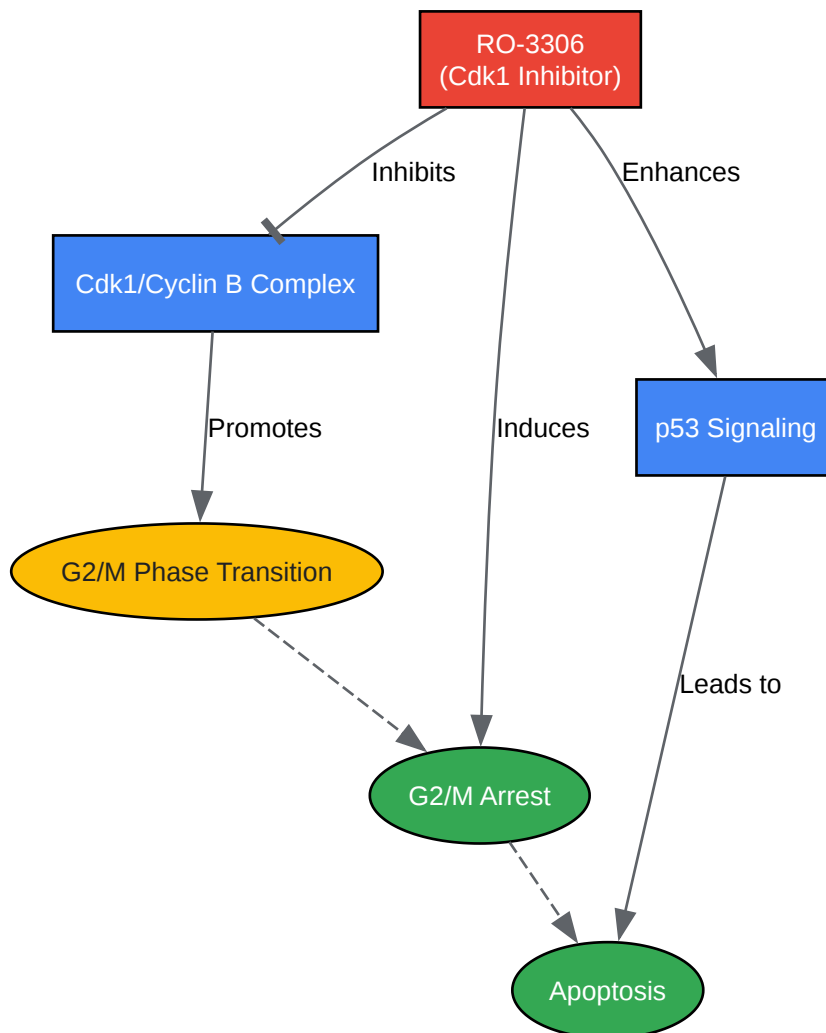 RO-3306
(Cdk1 Inhibitor)
Inhibits
Enhances
Cdk1/Cyclin B Complex
Promotes
Induces
p53 Signaling
G2/M Phase Transition
Leads to
G2/M Arrest
Apoptosis